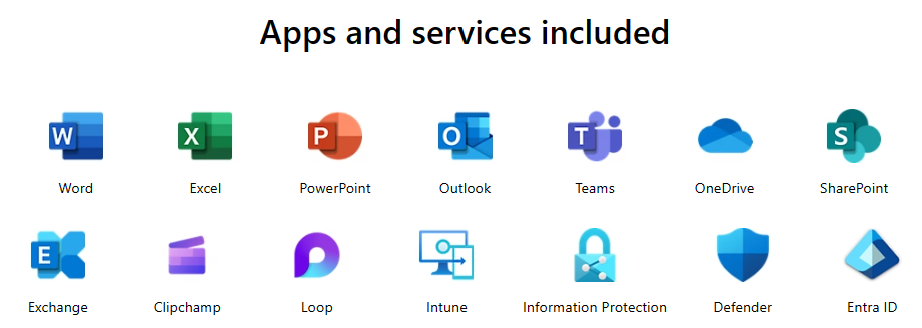 Apps and services included
W X P O T S
Word Excel PowerPoint Outlook Teams OneDrive SharePoint
E
Exchange Clipchamp Loop Intune Information Protection Defender Entra ID